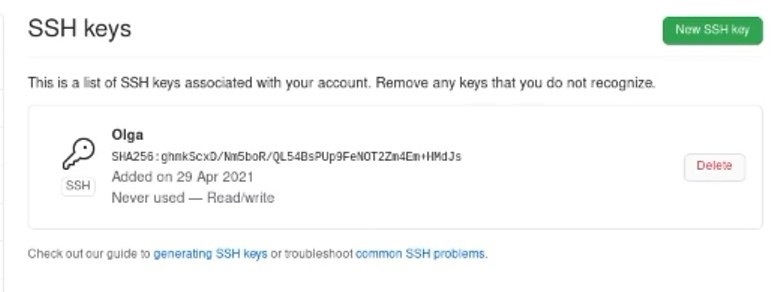 SSH keys
New SSH key
This is a list of SSH keys associated with your account. Remove any keys that you do not recognize.
Olga
SHA256:ghmkScxD/Nm5boR/QL54BsPUp9FeNOT2Zm4Em+HMdJs
SSH
Added on 29 Apr 2021
Never used — Read/write
Delete
Check out our guide to generating SSH keys or troubleshoot common SSH problems.